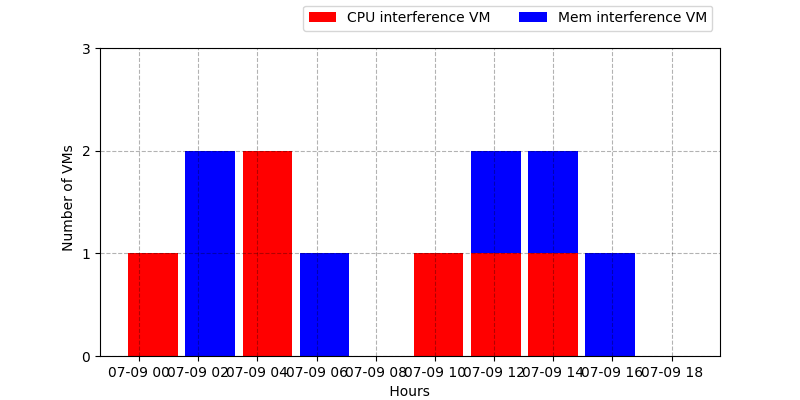 CPU interference VM Mem interference VM
3
2
1
0
Number of VMs
07-09 00 07-09 02 07-09 04 07-09 06 07-09 08 07-09 10 07-09 12 07-09 14 07-09 16 07-09 18
Hours